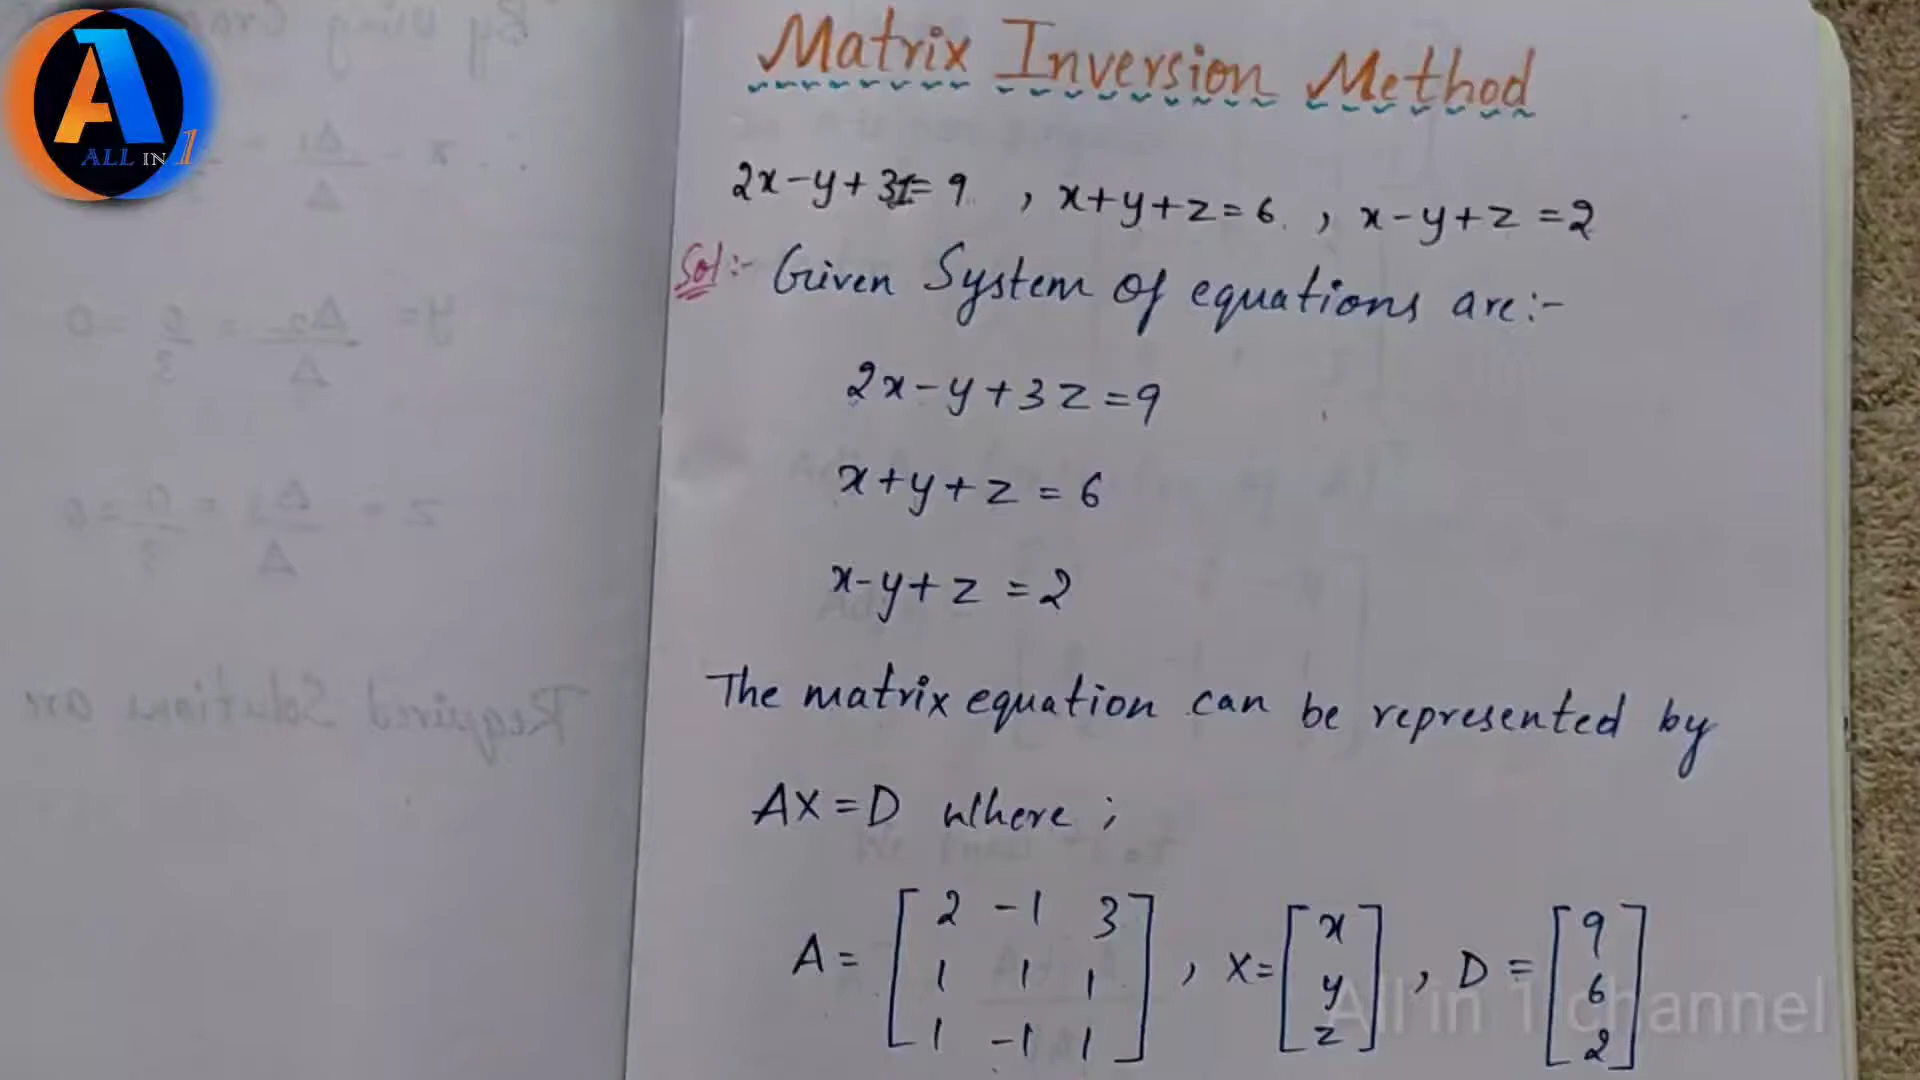 ALL IN 1
Matrix Inversion Method
2x-y+3z=9 , x+y+z=6 , x-y+z=2
Sol:- Given System of equations are:-
2x-y+3z=9
x+y+z=6
x-y+z=2
The matrix equation can be represented by
AX=D where ;
A= [2 -1 3 , X= [x , D= [9
1 1 1 y 6
1 -1 1] z] 2]
All in 1 channel